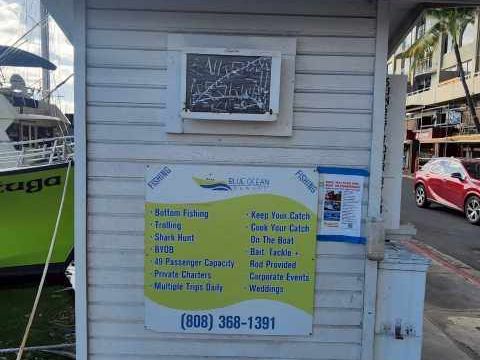 tuga
FISHING
BLUE OCEAN
FISHING
· Bottom Fishing
· Trolling
· Shark Hunt
· BYOB
· 49 Passenger Capacity
· Private Charters
· Multiple Trips Daily
· Keep Your Catch
· Cook Your Catch
On The Boat
· Bait, Tackle +
Rod Provided
· Corporate Events
· Weddings
(808) 368-1391